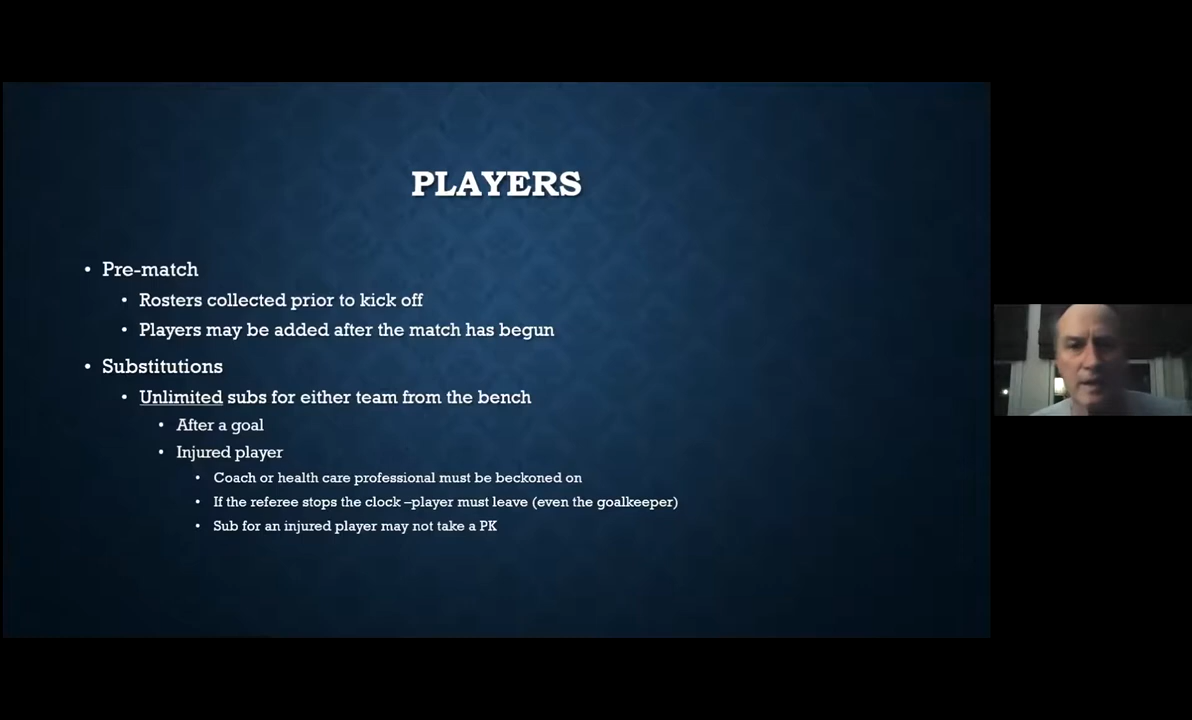 PLAYERS
• Pre-match
• Rosters collected prior to kick off
• Players may be added after the match has begun
• Substitutions
• Unlimited subs for either team from the bench
• After a goal
• Injured player
• Coach or health care professional must be beckoned on
• If the referee stops the clock –player must leave (even the goalkeeper)
• Sub for an injured player may not take a PK